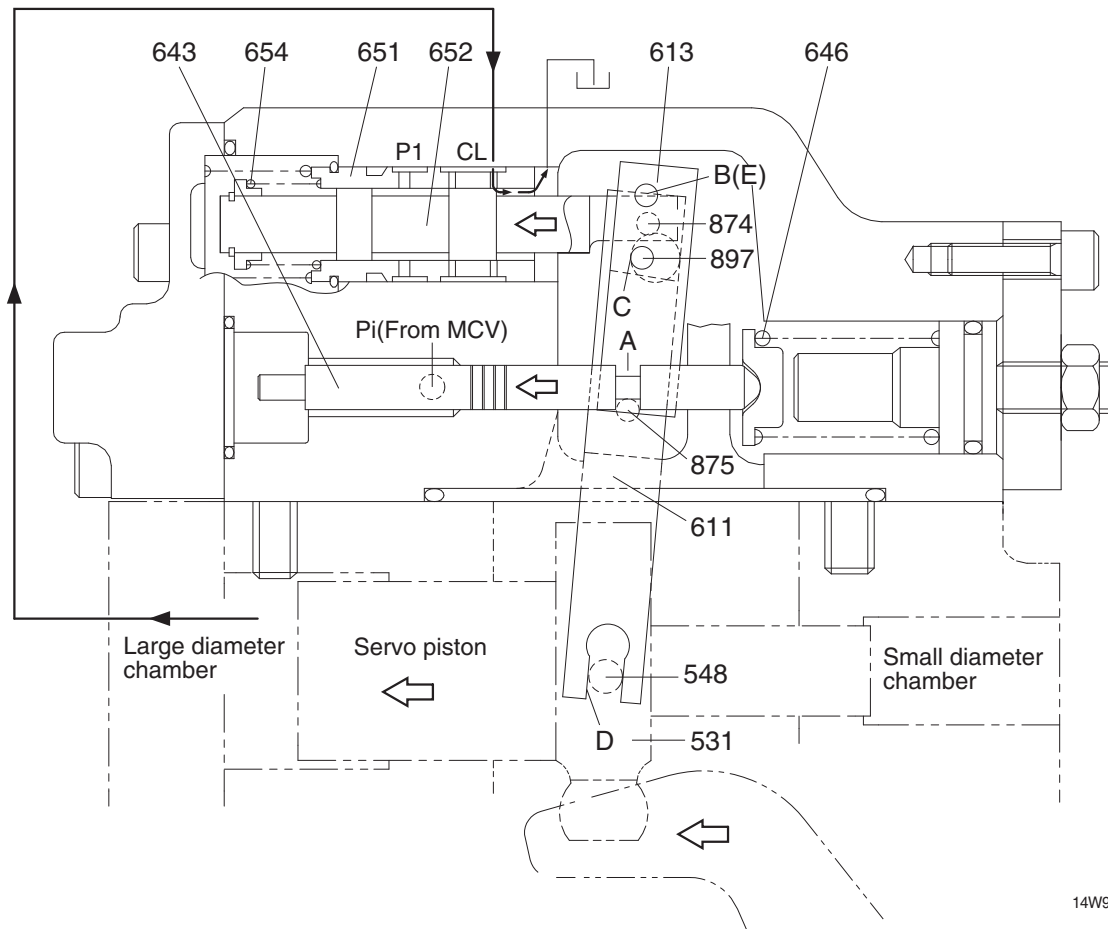 643
654
651
652
613
646
P1
CL
B(E)
874
897
C
Pi(From MCV)
A
875
611
Large diameter
chamber
Servo piston
Small diameter
chamber
548
D
531
14W9